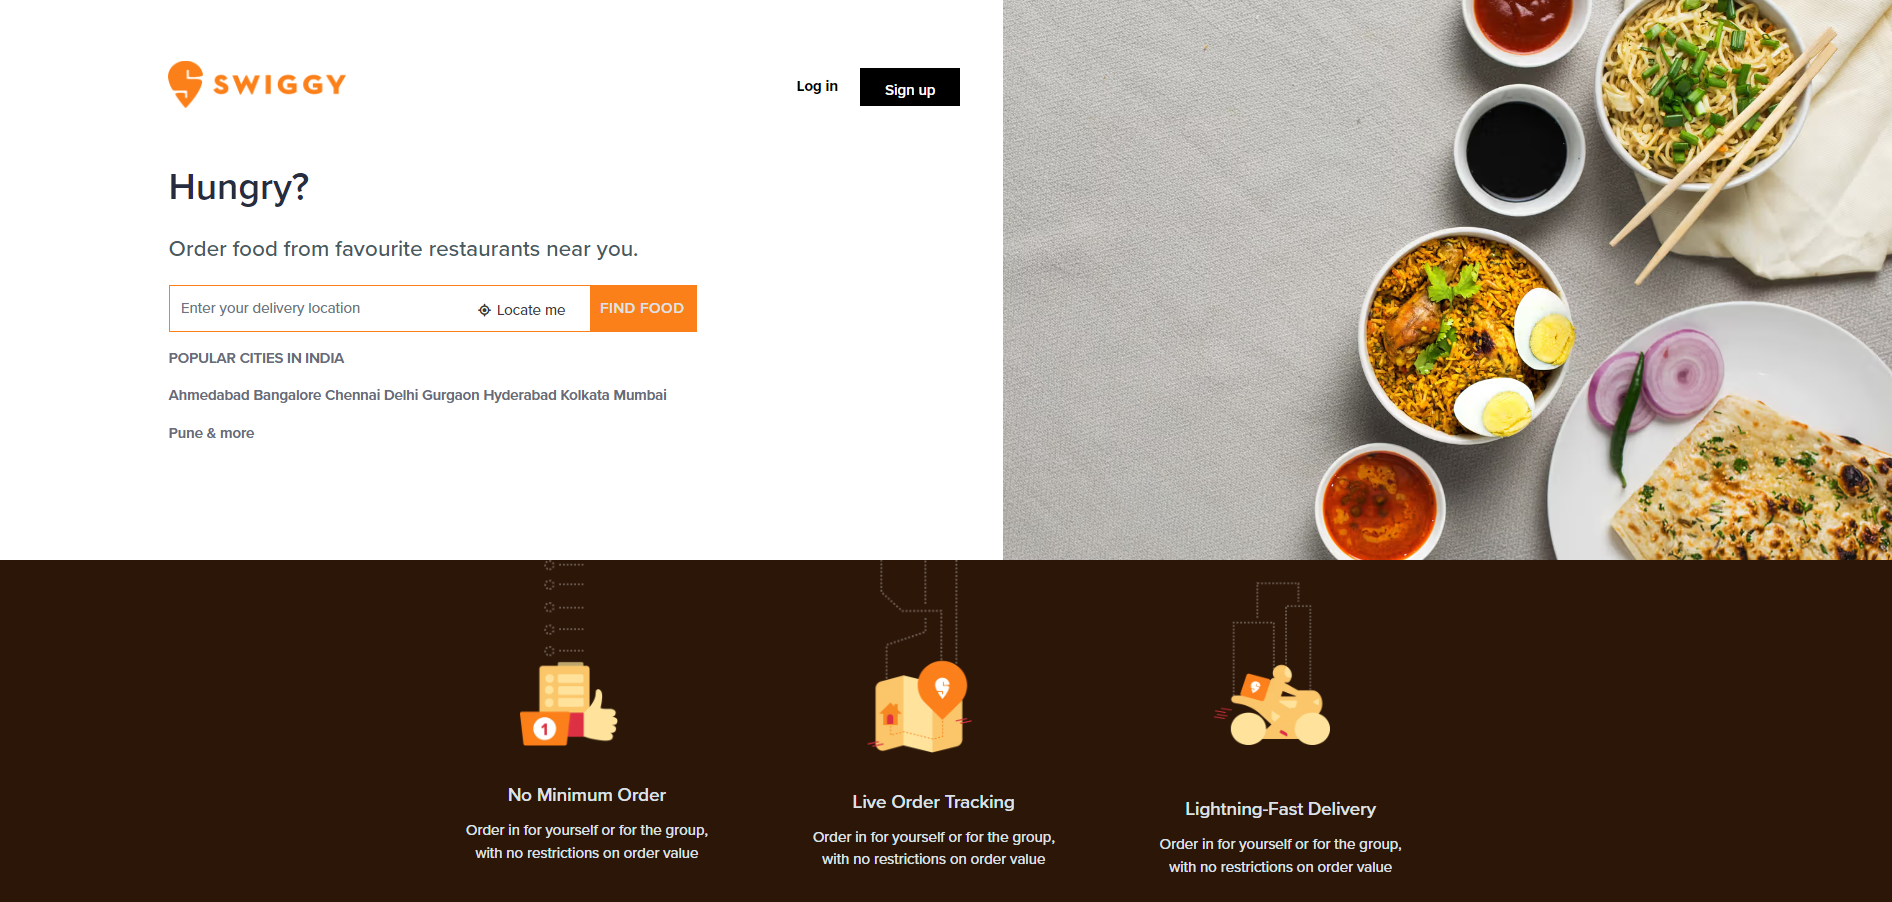 SWIGGY
Log in
Sign up
Hungry?
Order food from favourite restaurants near you.
Enter your delivery location
Locate me
FIND FOOD
POPULAR CITIES IN INDIA
Ahmedabad Bangalore Chennai Delhi Gurgaon Hyderabad Kolkata Mumbai
Pune & more
1
No Minimum Order
Order in for yourself or for the group,
with no restrictions on order value
Live Order Tracking
Order in for yourself or for the group,
with no restrictions on order value
Lightning-Fast Delivery
Order in for yourself or for the group,
with no restrictions on order value